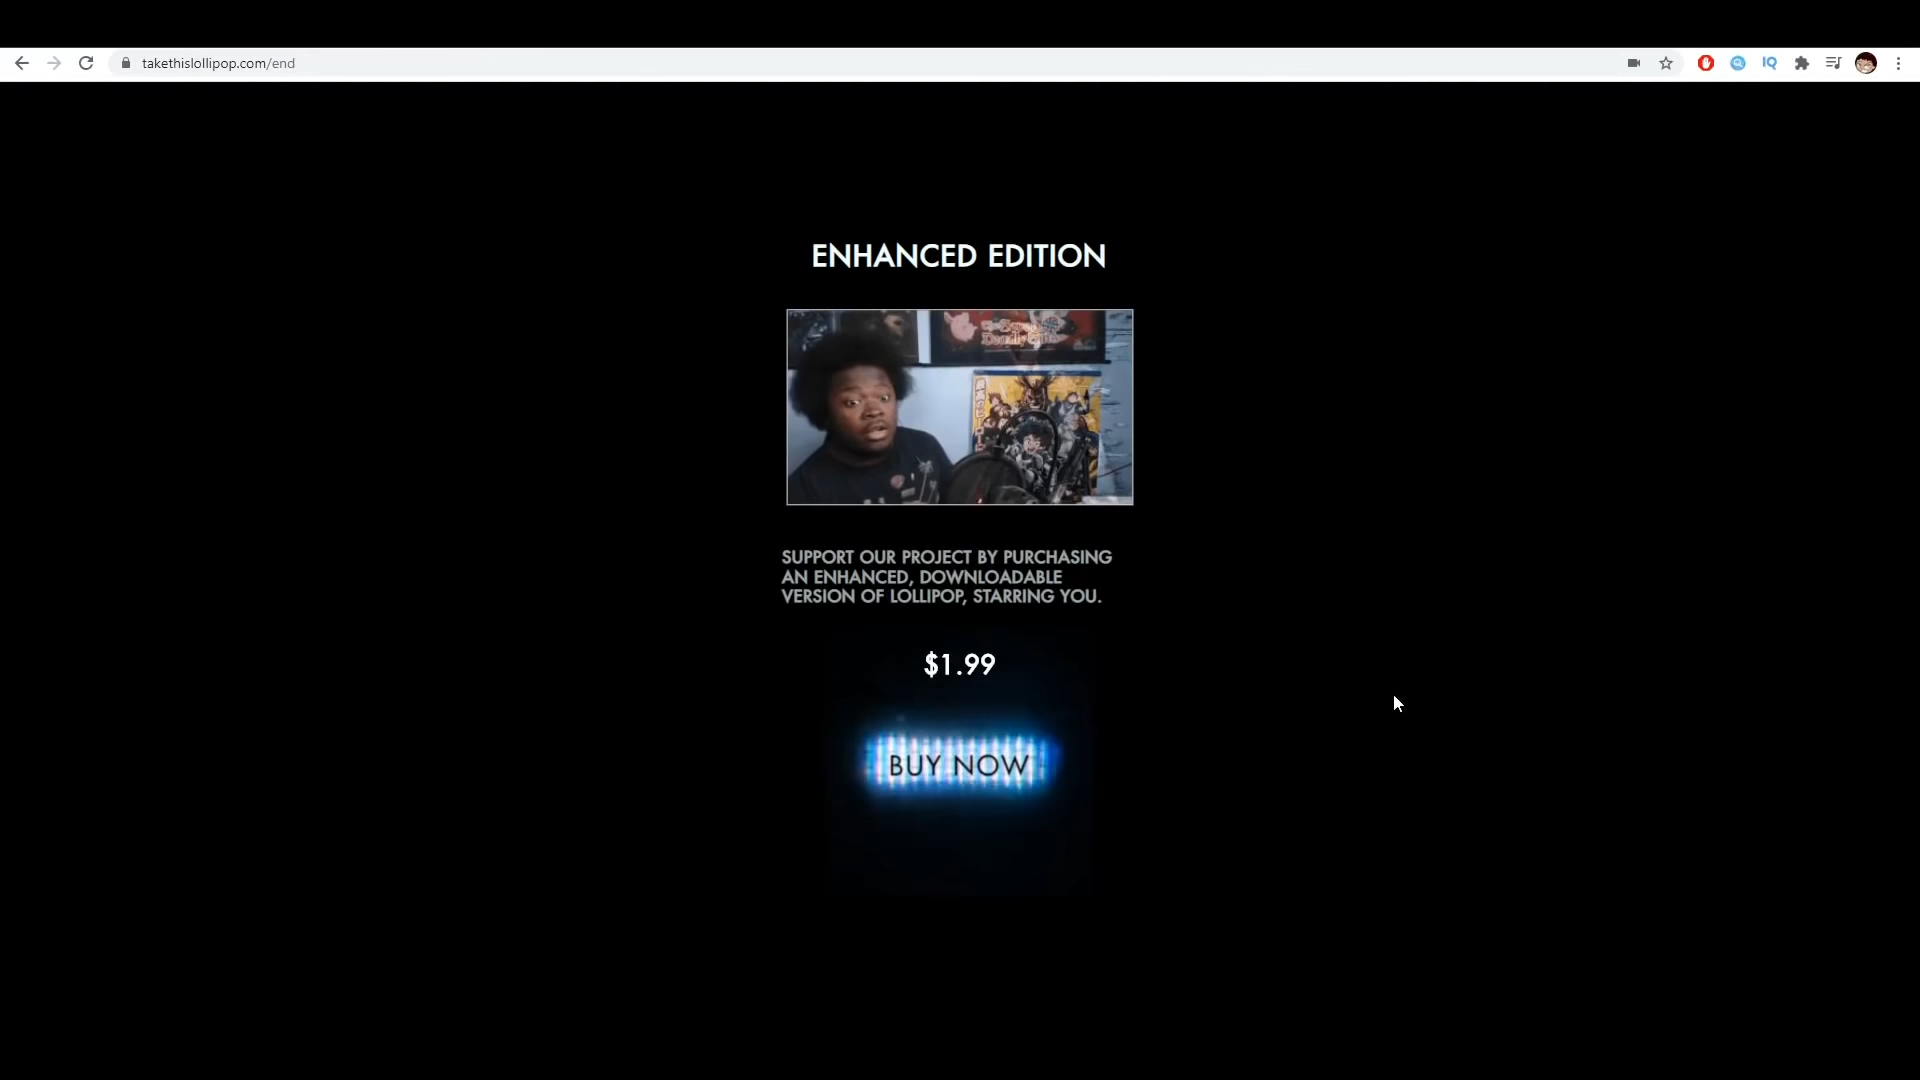 takethislollipop.com/end
IQ
ENHANCED EDITION
SUPPORT OUR PROJECT BY PURCHASING
AN ENHANCED, DOWNLOADABLE
VERSION OF LOLLIPOP, STARRING YOU.
$1.99
BUY NOW